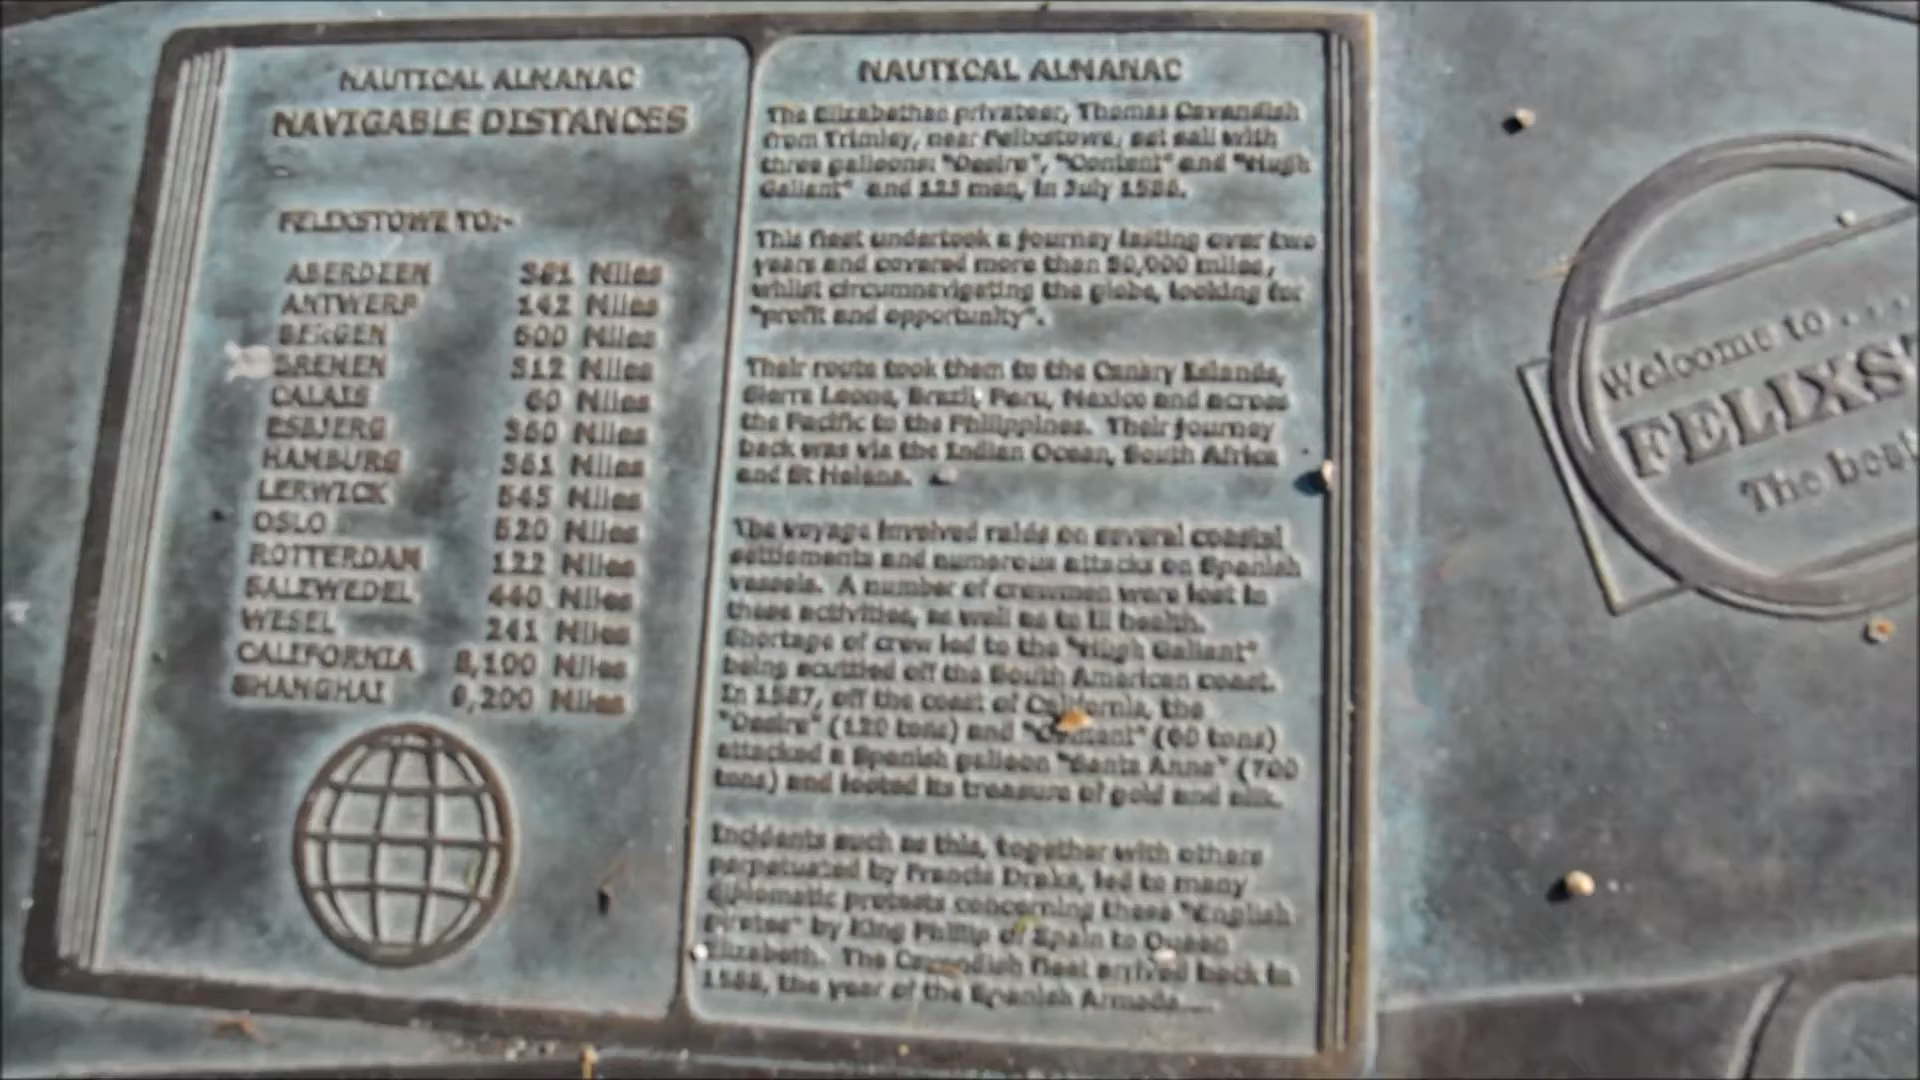 NAUTICAL ALMANAC
NAVIGABLE DISTANCES
FELIXSTOWE TO:-
ABERDEEN 381 Miles
ANTWERP 142 Miles
BERGEN 600 Miles
BREMEN 312 Miles
CALAIS 60 Miles
ESBJERG 360 Miles
HAMBURG 361 Miles
LERWICK 545 Miles
OSLO 520 Miles
ROTTERDAM 122 Miles
SALZWEDEL 440 Miles
WESEL 241 Miles
CALIFORNIA 8,100 Miles
SHANGHAI Miles
NAUTICAL ALMANAC
The Elizabethan privateer, Thomas Cavendish
from Trimley, near Felixstowe, set sail with
three galleons: "Desire", "Content" and "Hugh
Gallant" and 123 men, in July 1586.
This fleet undertook a journey lasting over two
years and covered more than miles,
whilst circumnavigating the globe, looking for
"profit and opportunity".
Their route took them to the Canary Islands,
Sierra Leone, Brazil, Peru, Mexico and across
the Pacific to the Philippines. Their journey
back was via the Indian Ocean, South Africa
and St Helena.
The voyage involved raids on several coastal
settlements and numerous attacks on Spanish
vessels. A number of crewmen were lost in
these activities, as well as to ill health.
Shortage of crew led to the "Hugh Gallant"
being scuttled off the South American coast.
In 1587, off the coast of California, the
"Desire" (120 tons) and "Content" (60 tons)
attacked a Spanish galleon "Santa Anna" (700
tons) and looted its treasure of gold and silk.
Incidents such as this, together with others
perpetuated by Francis Drake, led to many
diplomatic protests concerning these "English
Pirates" by King Phillip of Spain to Queen
Elizabeth. The Cavendish fleet arrived back in
1588, the year of the Spanish Armada....
Welcome to ....
FELIXS
The best